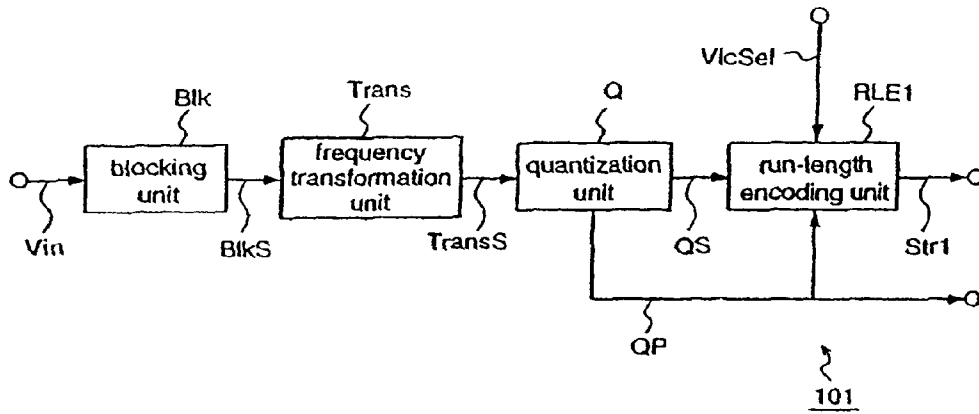 VlcSel
Blk
Trans
Q
RLE1
blocking
unit
frequency
transformation
unit
quantization
unit
run-length
encoding unit
Vin
BlkS
TransS
QS
Str1
QP
101